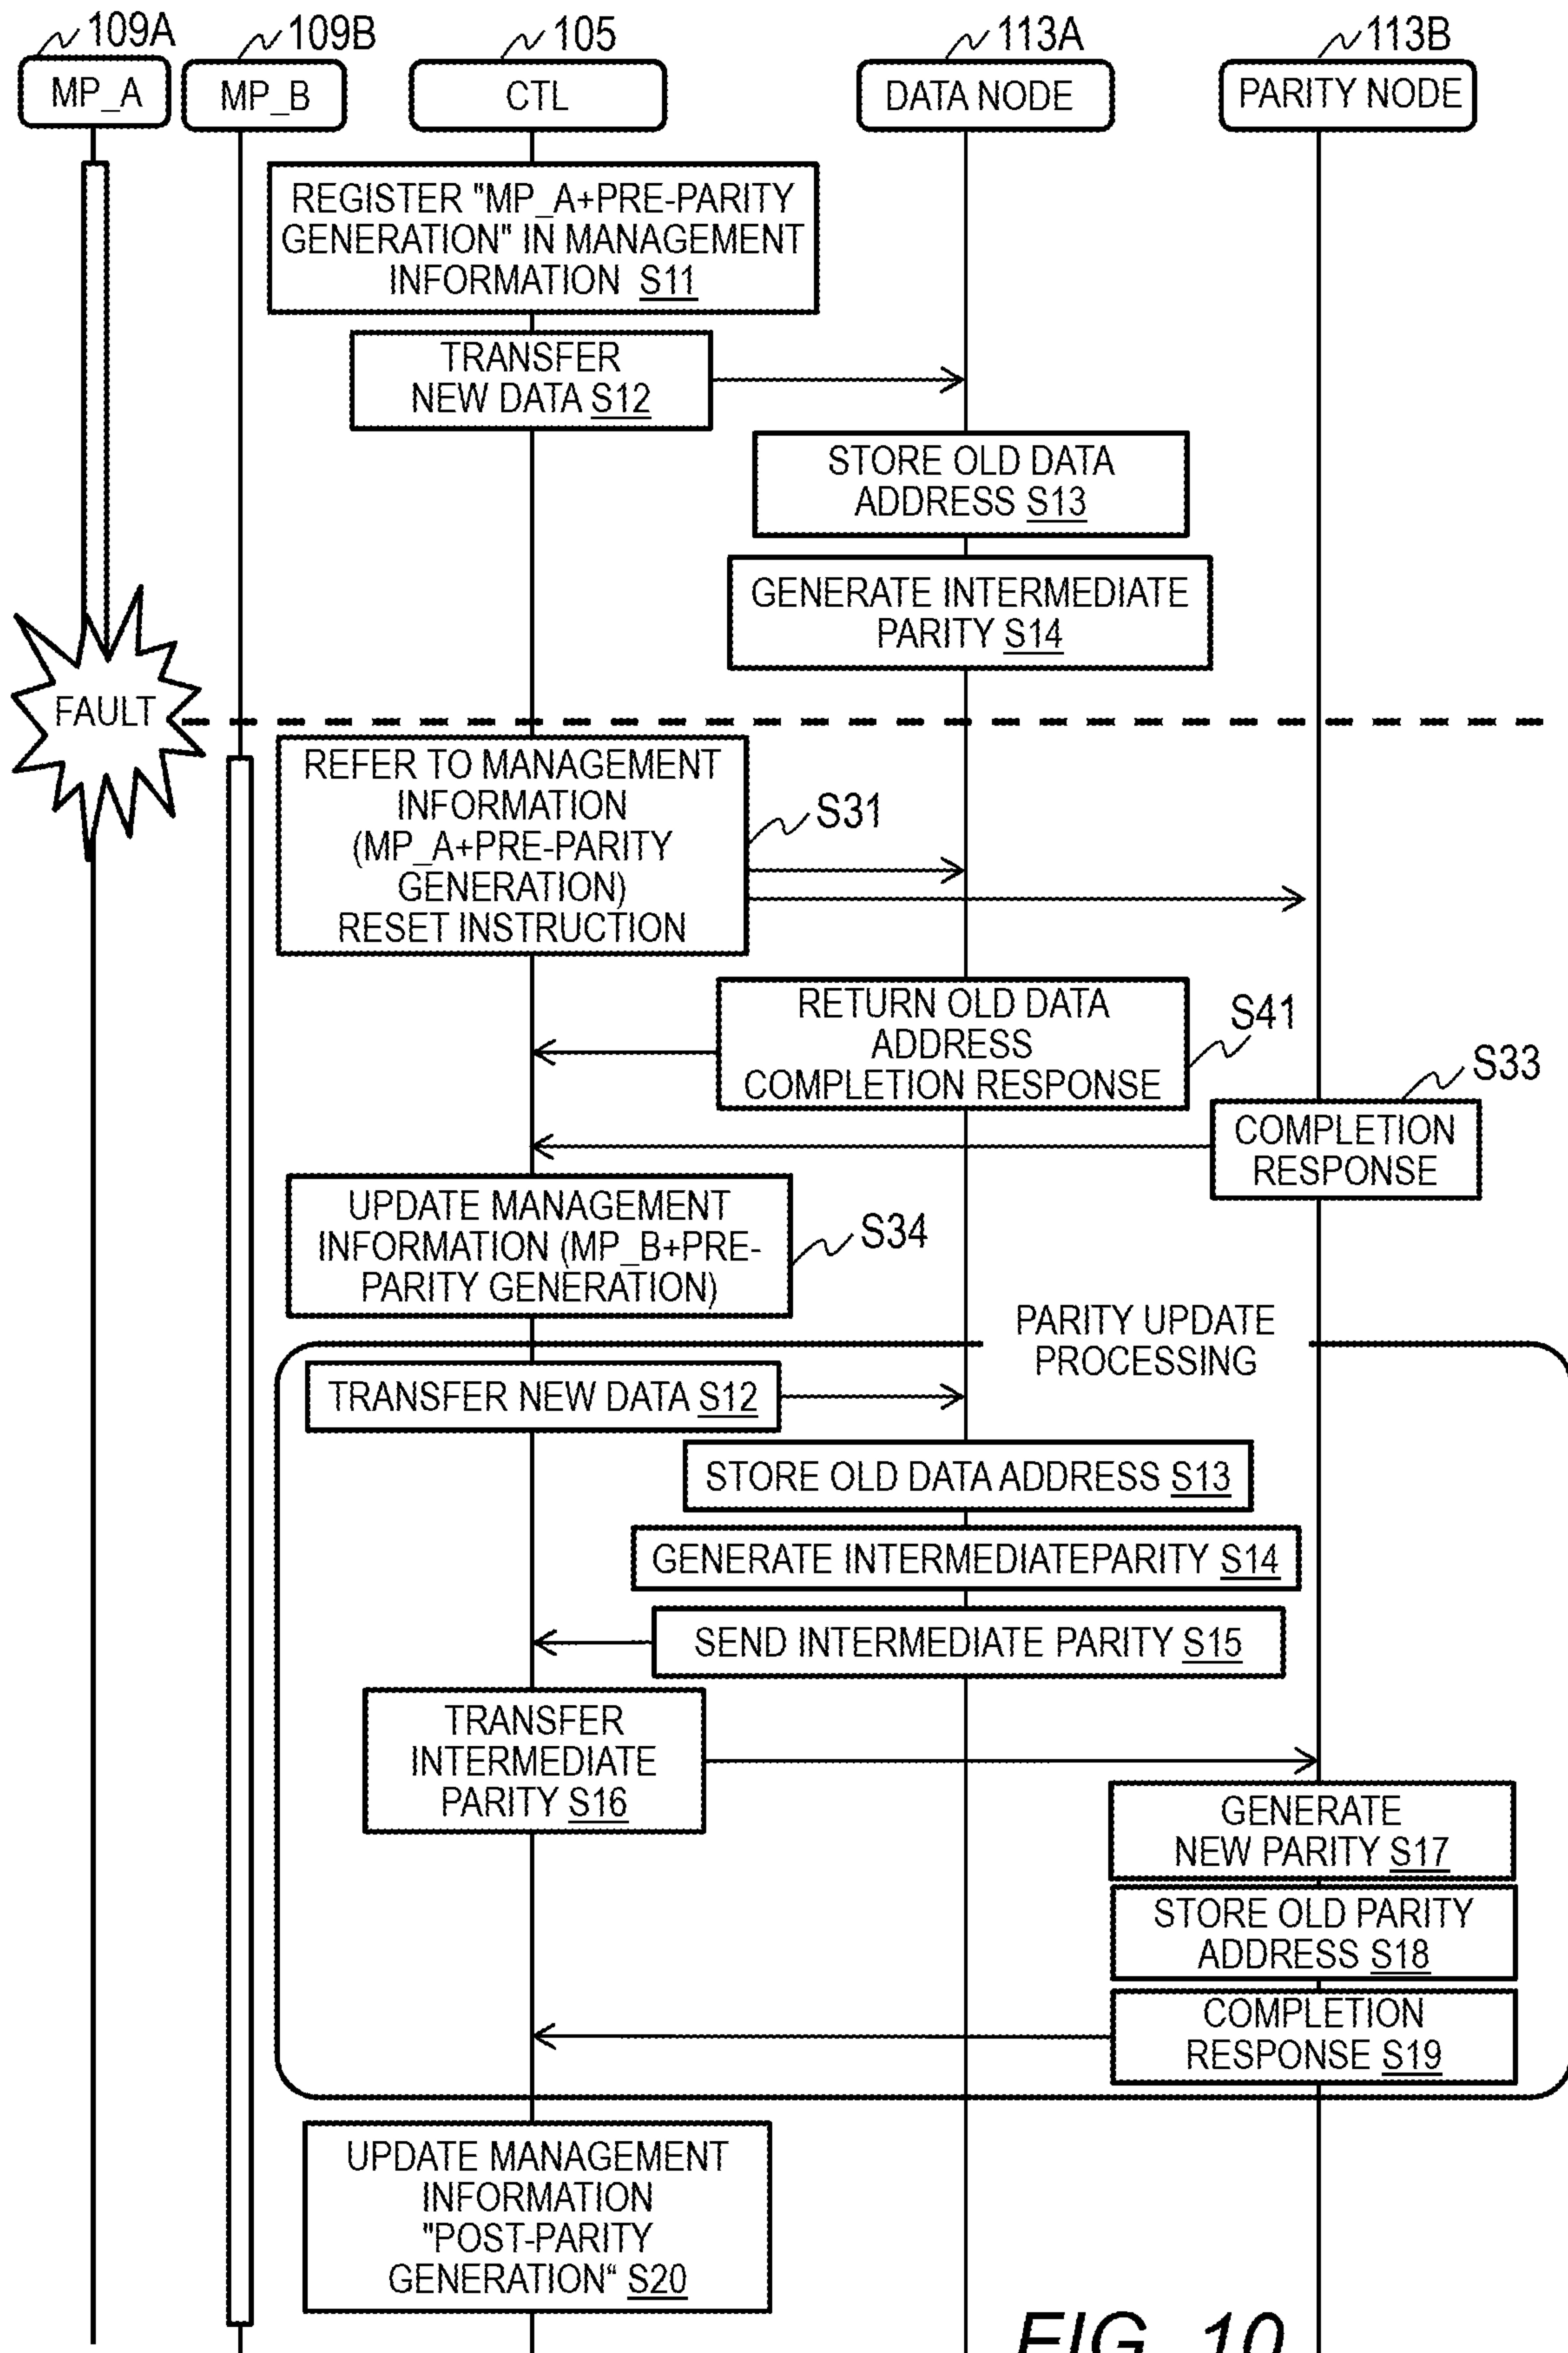 109A
109B
105
113A
113B
MP_A
MP_B
CTL
DATA NODE
PARITY NODE
REGISTER "MP_A+PRE-PARITY
GENERATION" IN MANAGEMENT
INFORMATION S11
TRANSFER
NEW DATA S12
STORE OLD DATA
ADDRESS S13
GENERATE INTERMEDIATE
PARITY S14
FAULT
REFER TO MANAGEMENT
INFORMATION
(MP_A+PRE-PARITY
GENERATION)
RESET INSTRUCTION
S31
RETURN OLD DATA
ADDRESS
COMPLETION RESPONSE
S41
S33
COMPLETION
RESPONSE
UPDATE MANAGEMENT
INFORMATION (MP_B+PRE-
PARITY GENERATION)
S34
PARITY UPDATE
PROCESSING
TRANSFER NEW DATA S12
STORE OLD DATA ADDRESS S13
GENERATE INTERMEDIATEPARITY S14
SEND INTERMEDIATE PARITY S15
TRANSFER
INTERMEDIATE
PARITY S16
GENERATE
NEW PARITY S17
STORE OLD PARITY
ADDRESS S18
COMPLETION
RESPONSE S19
UPDATE MANAGEMENT
INFORMATION
"POST-PARITY
GENERATION“ S20
FIG. 10